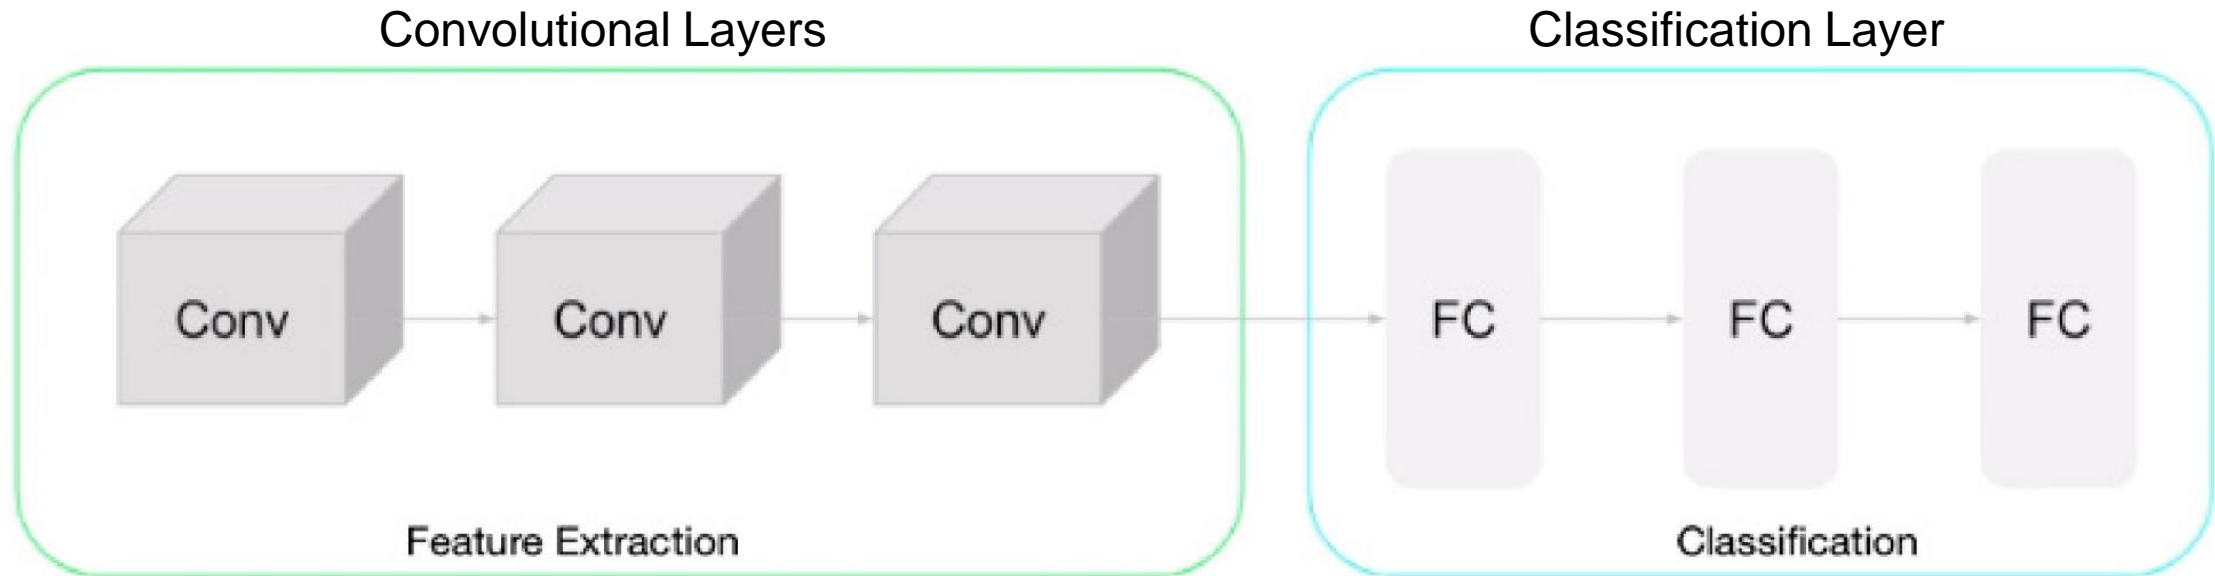 Convolutional Layers
Classification Layer
Conv
Conv
Conv
FC
FC
FC
Feature Extraction
Classification